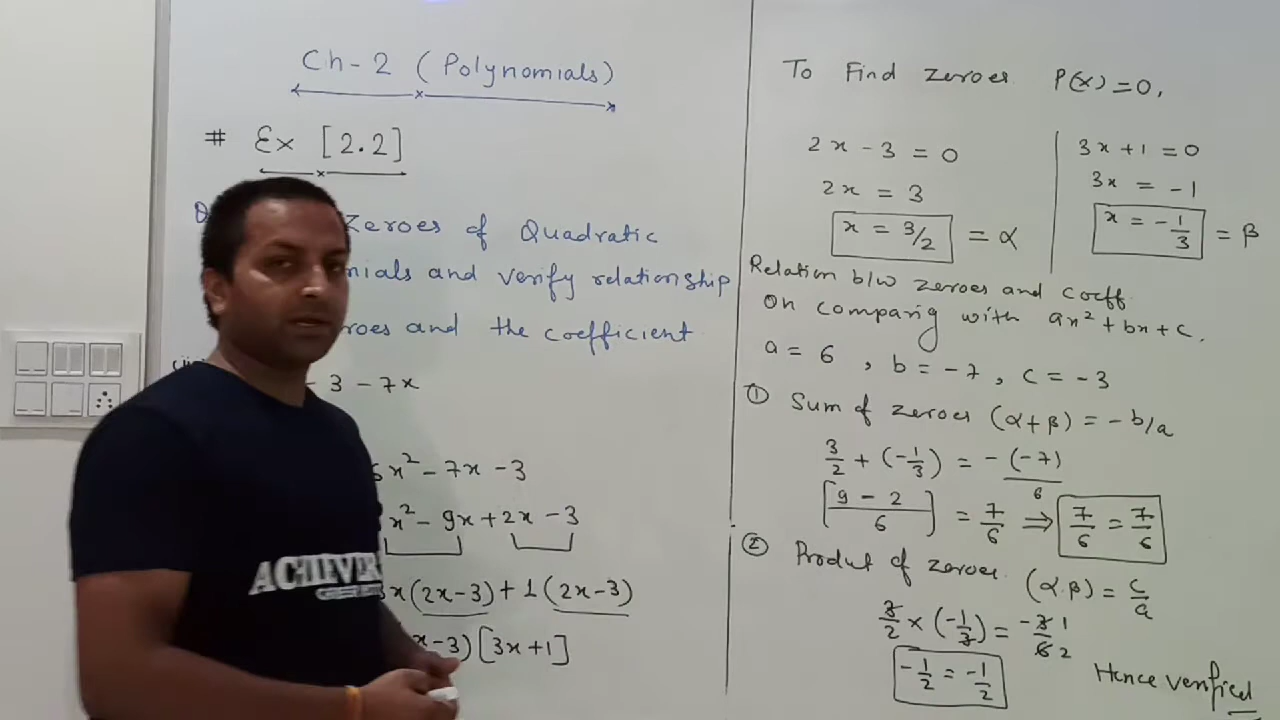 Ch-2 (Polynomials)
# Ex [2.2]
Zeroes of Quadratic
and verify relationship
and the coefficient
- 3 - 7x
6x² - 7x - 3
x² - 9x + 2x - 3
3x(2x-3) + 1(2x-3)
x-3)[3x+1]
ACHIEVER
To Find zeroes P(x) = 0,
2x - 3 = 0
2x = 3
x = 3/2 = α
3x + 1 = 0
3x = -1
x = -1/3 = β
Relation b/w zeroes and coeff.
On comparig with ax² + bx + c.
a = 6, b = -7, c = -3
① Sum of zeroes (α+β) = -b/a
3/2 + (-1/3) = -(-7)/6
[9 - 2/6] = 7/6 ⇒ 7/6 = 7/6
② Produt of zeroes. (α.β) = c/a
3/2 × (-1/3) = -3/6 1 2
-1/2 = -1/2
Hence verified